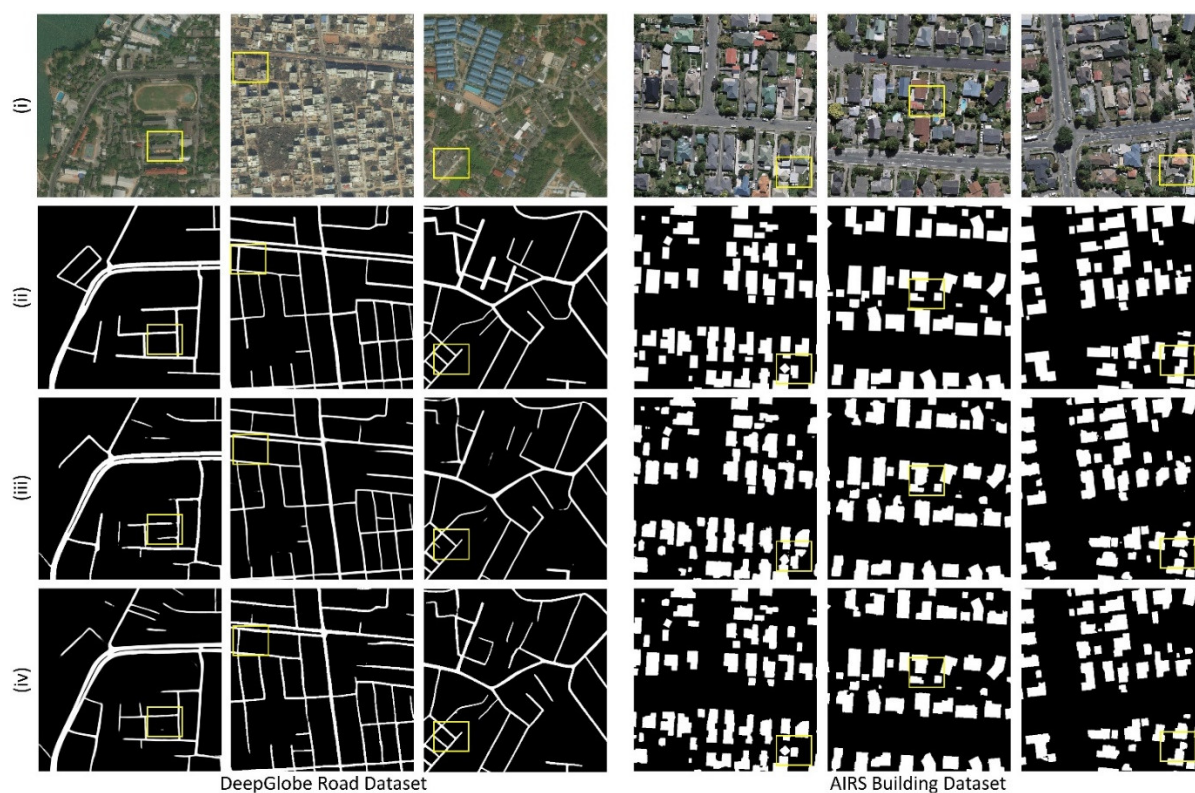 (i)
(ii)
(iii)
(iv)
DeepGlobe Road Dataset
AIRS Building Dataset